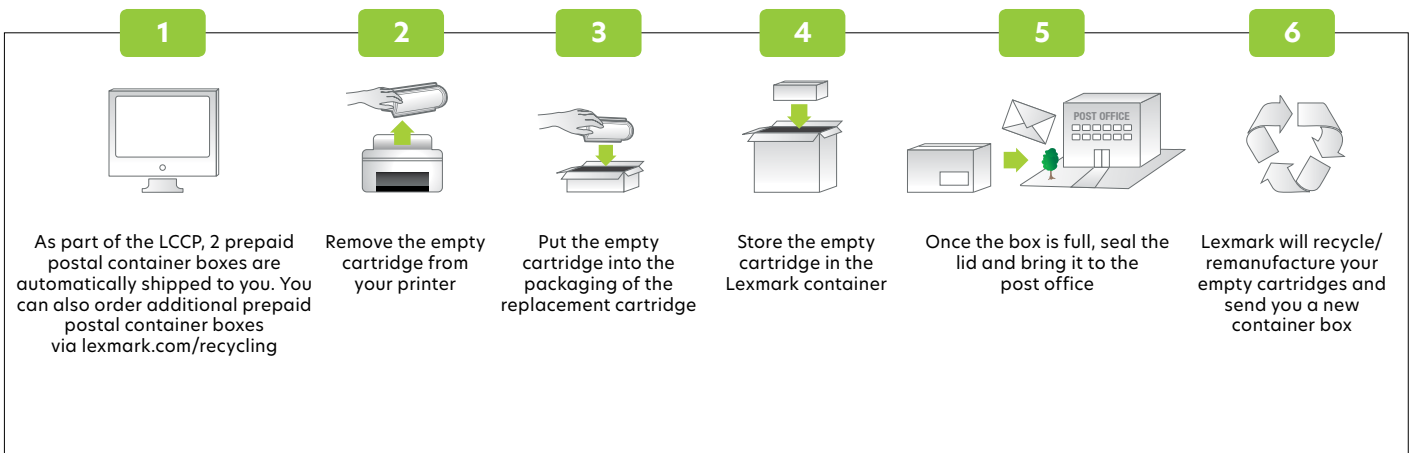 1
As part of the LCCP, 2 prepaid
postal container boxes are
automatically shipped to you. You
can also order additional prepaid
postal container boxes
via lexmark.com/recycling
2
Remove the empty
cartridge from
your printer
3
Put the empty
cartridge into the
packaging of the
replacement cartridge
4
Store the empty
cartridge in the
Lexmark container
5
POST OFFICE
Once the box is full, seal the
lid and bring it to the
post office
6
Lexmark will recycle/
remanufacture your
empty cartridges and
send you a new
container box